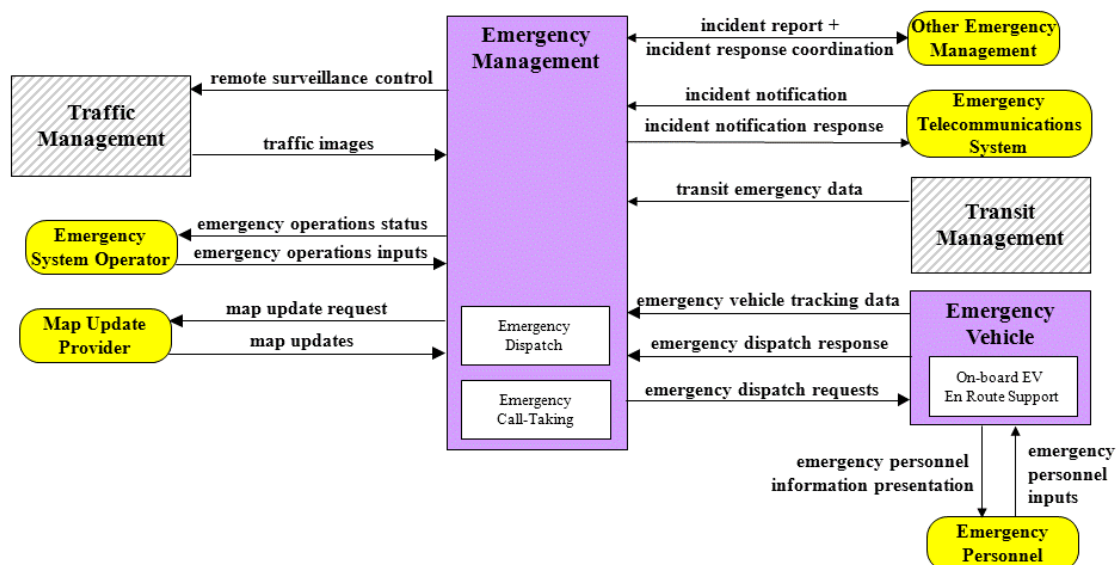 Emergency
Management
incident report +
incident response coordination
Other Emergency
Management
remote surveillance control
Traffic
Management
traffic images
incident notification
incident notification response
Emergency
Telecommunications
System
transit emergency data
Transit
Management
emergency operations status
Emergency
System Operator
emergency operations inputs
map update request
Map Update
Provider
map updates
Emergency
Dispatch
Emergency
Call-Taking
emergency vehicle tracking data
emergency dispatch response
emergency dispatch requests
Emergency
Vehicle
On-board EV
En Route Support
emergency personnel
information presentation
emergency
personnel
inputs
Emergency
Personnel